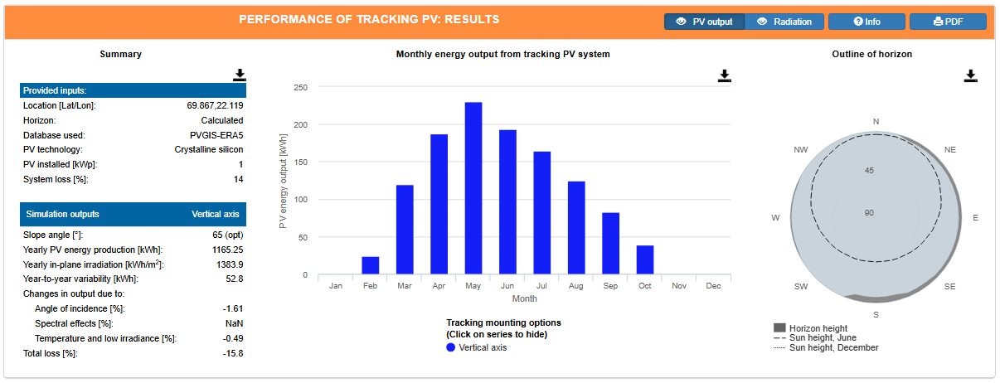 PERFORMANCE OF TRACKING PV: RESULTS
PV output
Radiation
Info
PDF
Summary
Provided inputs:
Location [Lat/Lon]: 69.867,22.119
Horizon: Calculated
Database used: PVGIS-ERA5
PV technology: Crystalline silicon
PV installed [kWp]: 1
System loss [%]: 14
Simulation outputs Vertical axis
Slope angle [°]: 65 (opt)
Yearly PV energy production [kWh]: 1165.25
Yearly in-plane irradiation [kWh/m²]: 1383.9
Year-to-year variability [kWh]: 52.8
Changes in output due to:
Angle of incidence [%]: -1.61
Spectral effects [%]: NaN
Temperature and low irradiance [%]: -0.49
Total loss [%]: -15.8
Monthly energy output from tracking PV system
PV energy output [kWh]
250
200
150
100
50
0
Jan Feb Mar Apr May Jun Jul Aug Sep Oct Nov Dec
Month
Tracking mounting options
(Click on series to hide)
Vertical axis
Outline of horizon
N
NW NE
45
W 90 E
SW SE
S
Horizon height
Sun height, June
Sun height, December